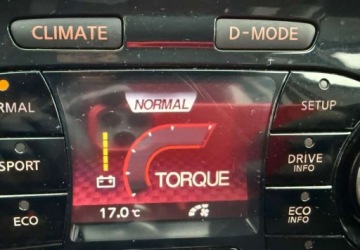 CLIMATE
D-MODE
NORMAL
RMAL
SETUP
SPORT
DRIVE
INFO
TORQUE
ECO
ECO
INFO
17.0°C